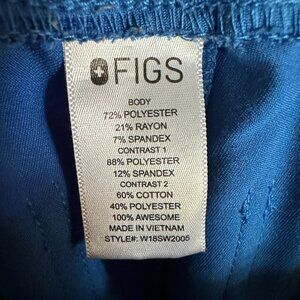 FIGS
BODY
72% POLYESTER
21% RAYON
7% SPANDEX
CONTRAST 1
88% POLYESTER
12% SPANDEX
CONTRAST 2
60% COTTON
40% POLYESTER
100% AWESOME
MADE IN VIETNAM
STYLE#: W18SW2005